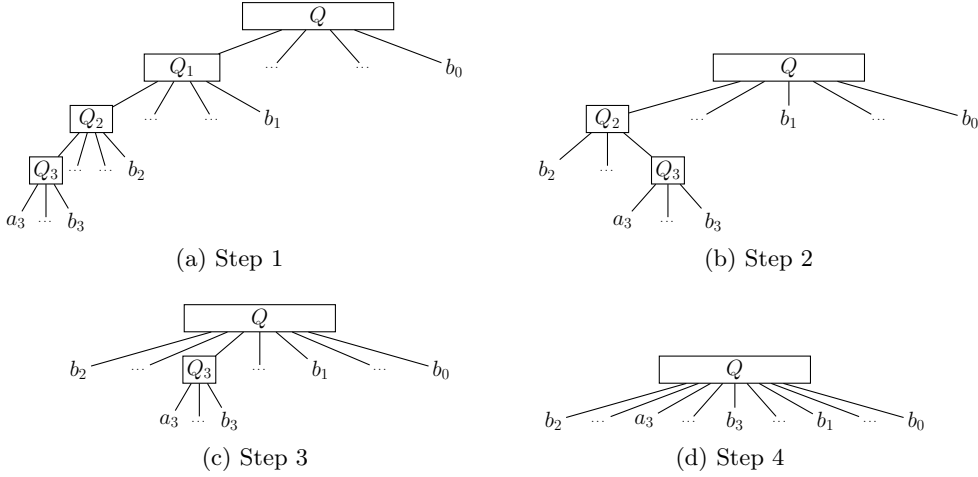 Q
Q₁ ... ... b₀
Q₂ ... ... b₁
Q₃ ... ... b₂
a₃ ... b₃
(a) Step 1
Q
Q₂ ... b₁ ... b₀
b₂ ... Q₃
a₃ ... b₃
(b) Step 2
Q
b₂ ... Q₃ ... b₁ ... b₀
a₃ ... b₃
(c) Step 3
Q
b₂ ... a₃ ... b₃ ... b₁ ... b₀
(d) Step 4